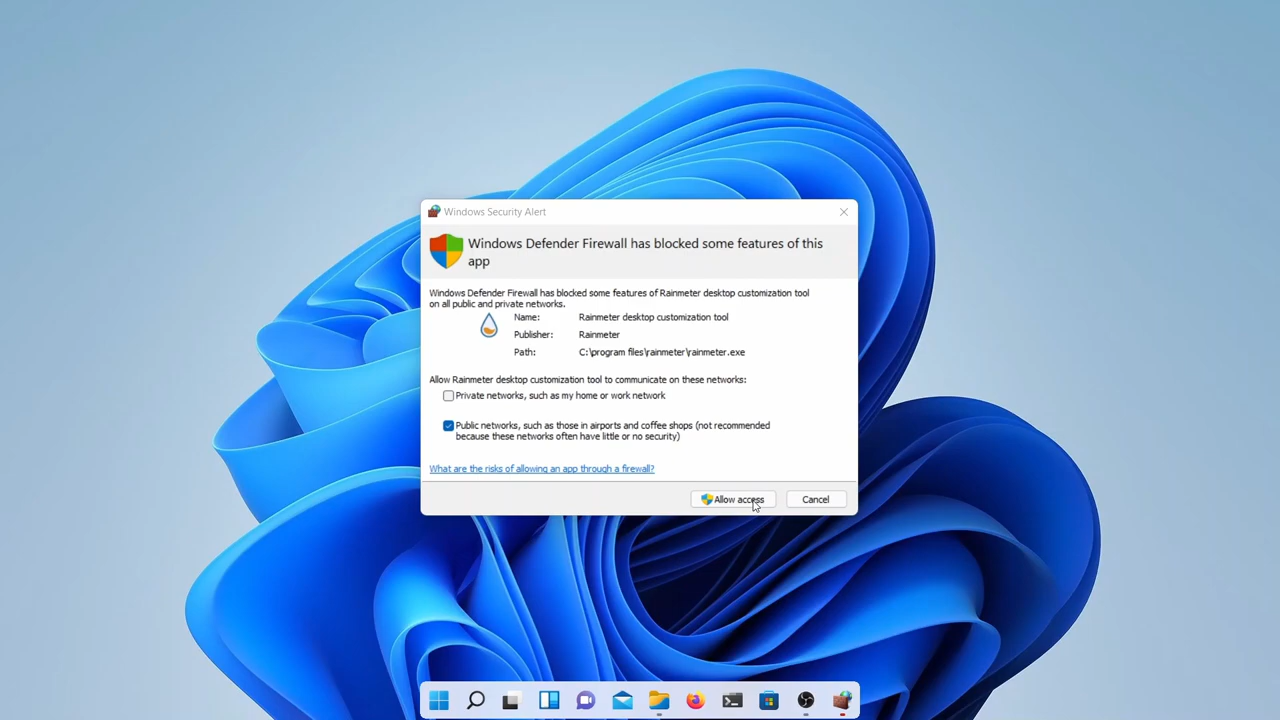 Windows Security Alert
Windows Defender Firewall has blocked some features of this
app
Windows Defender Firewall has blocked some features of Rainmeter desktop customization tool
on all public and private networks.
Name: Rainmeter desktop customization tool
Publisher: Rainmeter
Path: C:\program files\rainmeter\rainmeter.exe
Allow Rainmeter desktop customization tool to communicate on these networks:
Private networks, such as my home or work network
Public networks, such as those in airports and coffee shops (not recommended
because these networks often have little or no security)
What are the risks of allowing an app through a firewall?
Allow access Cancel